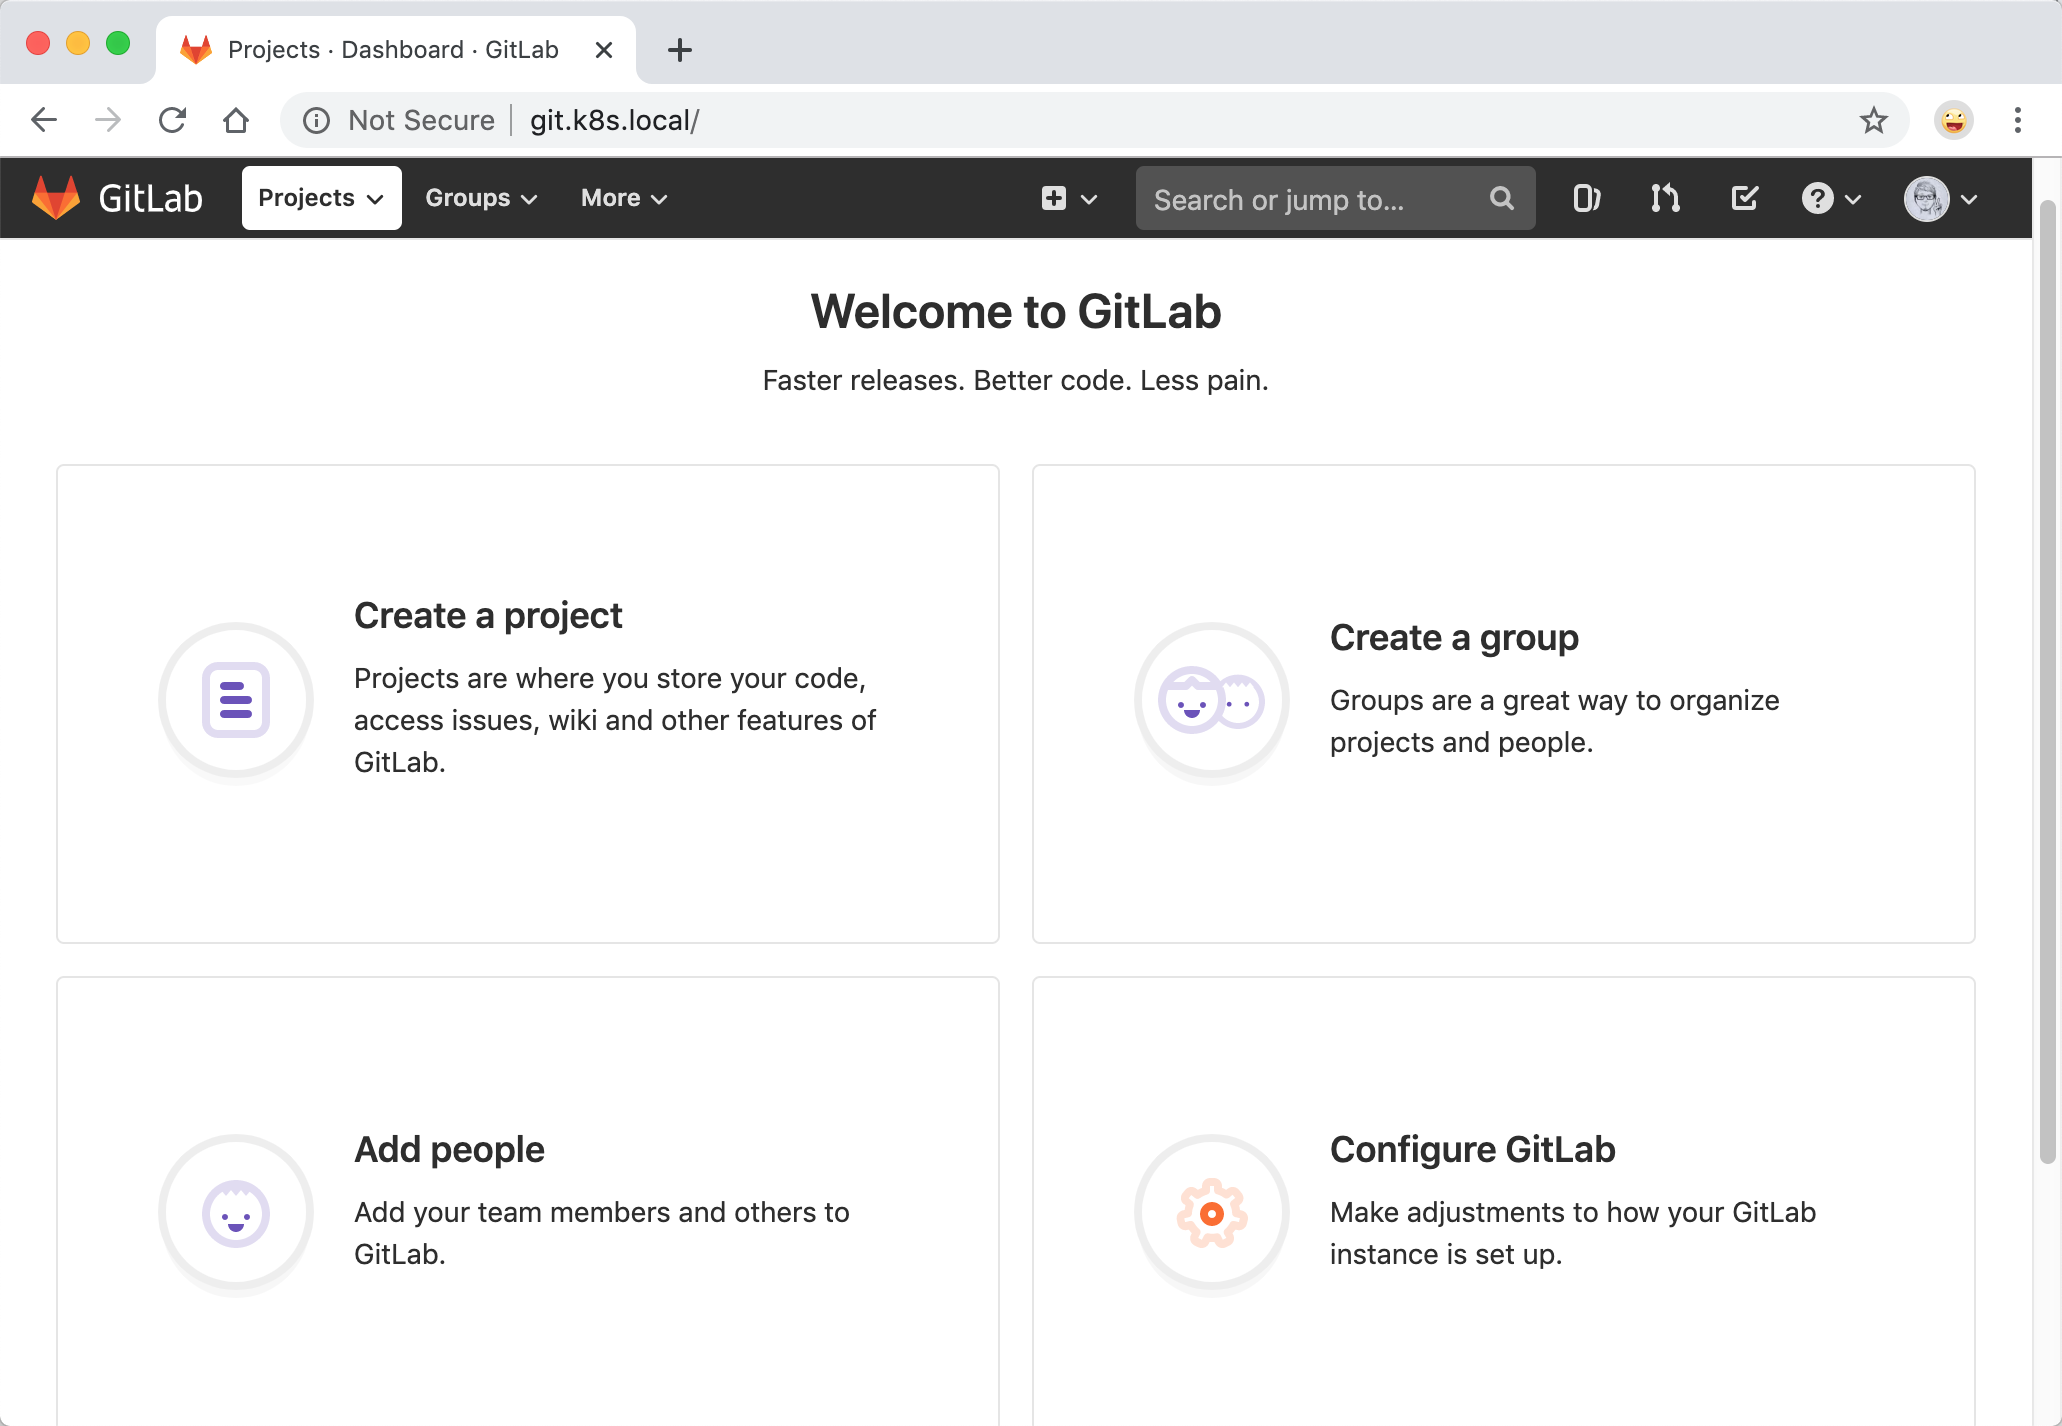 Projects · Dashboard · GitLab
Not Secure
git.k8s.local/
GitLab
Projects
Groups
More
Search or jump to...
Welcome to GitLab
Faster releases. Better code. Less pain.
Create a project
Projects are where you store your code,
access issues, wiki and other features of
GitLab.
Create a group
Groups are a great way to organize
projects and people.
Add people
Add your team members and others to
GitLab.
Configure GitLab
Make adjustments to how your GitLab
instance is set up.